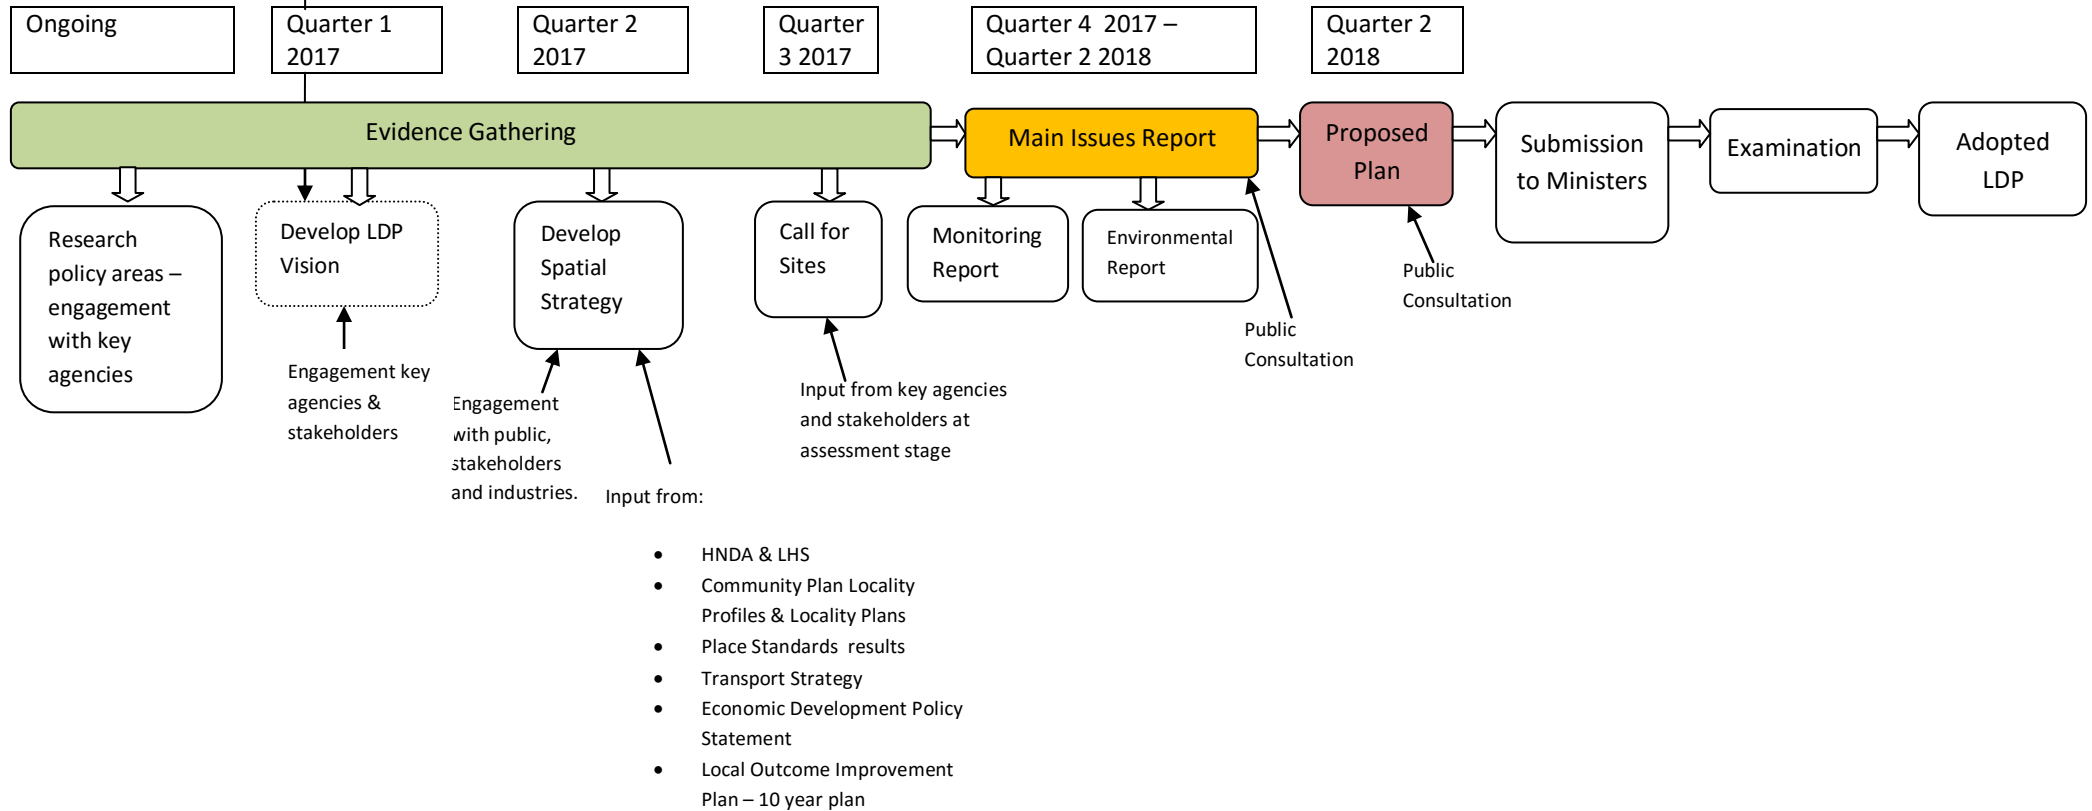 Ongoing
Quarter 1
2017
Quarter 2
2017
Quarter
3 2017
Quarter 4 2017 –
Quarter 2 2018
Quarter 2
2018
Evidence Gathering
Main Issues Report
Proposed
Plan
Submission
to Ministers
Examination
Adopted
LDP
Research
policy areas –
engagement
with key
agencies
Develop LDP
Vision
Develop
Spatial
Strategy
Call for
Sites
Monitoring
Report
Environmental
Report
Public
Consultation
Public
Consultation
Engagement key
agencies &
stakeholders
Engagement
with public,
stakeholders
and industries.
Input from key agencies
and stakeholders at
assessment stage
Input from:
• HNDA & LHS
• Community Plan Locality
Profiles & Locality Plans
• Place Standards results
• Transport Strategy
• Economic Development Policy
Statement
• Local Outcome Improvement
Plan – 10 year plan